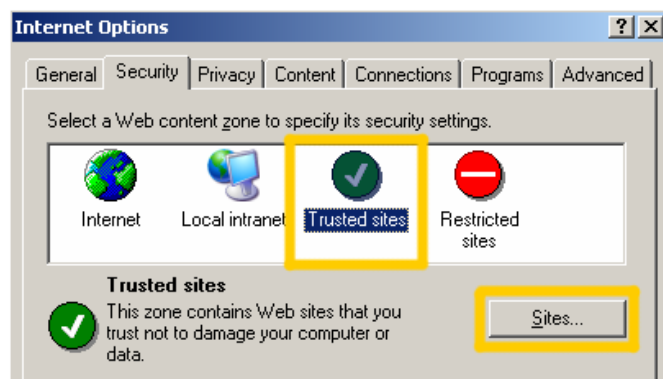 Internet Options
General Security Privacy Content Connections Programs Advanced
Select a Web content zone to specify its security settings.
Internet Local intranet Trusted sites Restricted
sites
Trusted sites
This zone contains Web sites that you
trust not to damage your computer or
data.
Sites...